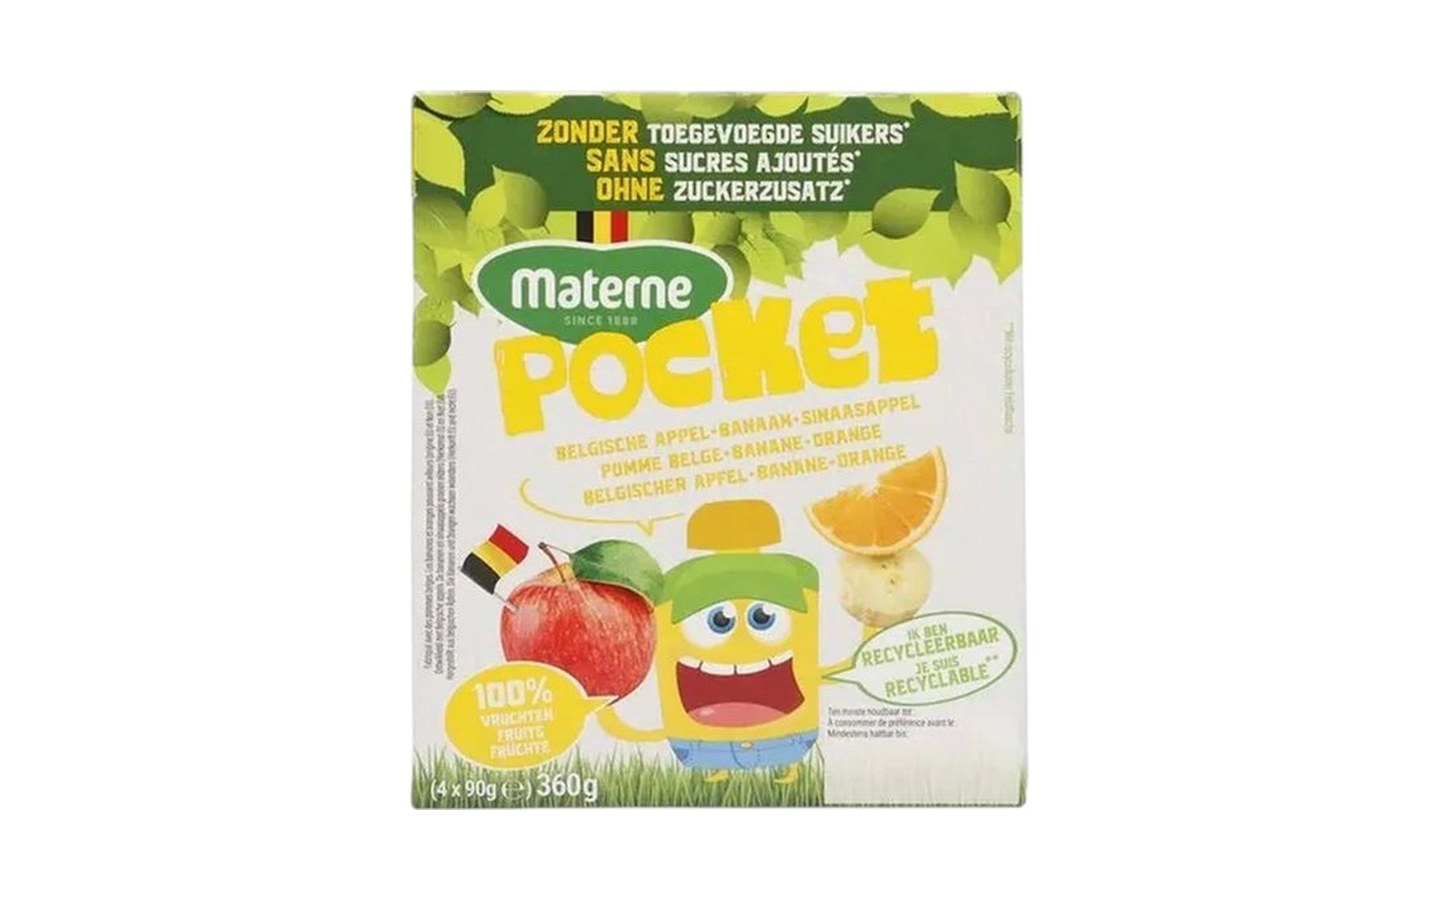 ZONDER TOEGEVOEGDE SUIKERS*
SANS SUCRES AJOUTÉS*
OHNE ZUCKERZUSATZ*
Materne
SINCE 1888
POCKET
BELGISCHE APPEL-BANAAN-SINAASAPPEL
POMME BELGE-BANANE-ORANGE
BELGISCHER APFEL-BANANE-ORANGE
IK BEN
RECYCLEERBAAR
JE SUIS
RECYCLABLE**
100%
VRUCHTEN
FRUITS
FRÜCHTE
Ten minste houdbaar tot:
À consommer de préférence avant le:
Mindestens haltbar bis:
(4 x 90g e) 360g